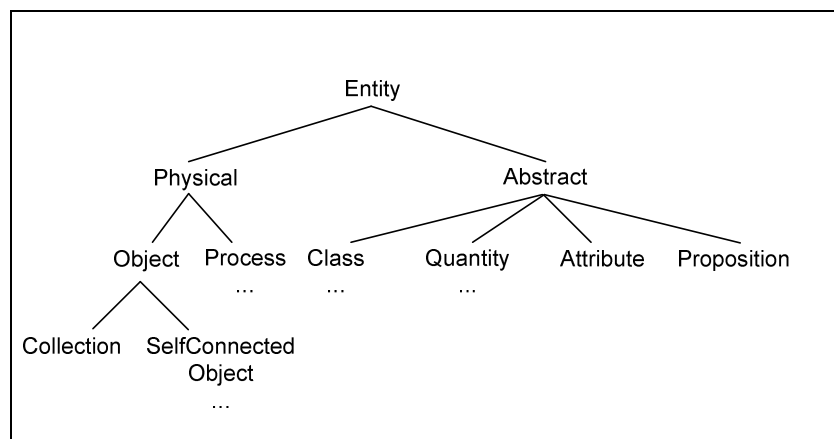 Entity
Physical
Abstract
Object
Process
Class
Quantity
Attribute
Proposition
...
...
...
Collection
SelfConnected
Object
...